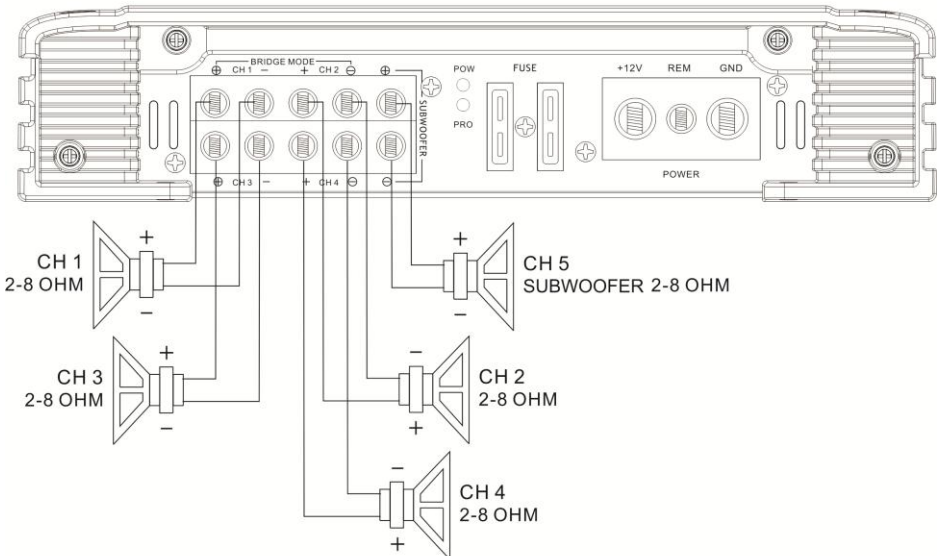 BRIDGE MODE
⊕ CH 1 − + CH 2 ⊖ ⊕
SUBWOOFER
⊕ CH 3 − + CH 4 ⊖ ⊖
POW
PRO
FUSE
+12V REM GND
POWER
CH 1
2-8 OHM
+
−
CH 3
2-8 OHM
+
−
CH 5
SUBWOOFER 2-8 OHM
+
−
CH 2
2-8 OHM
−
+
CH 4
2-8 OHM
−
+